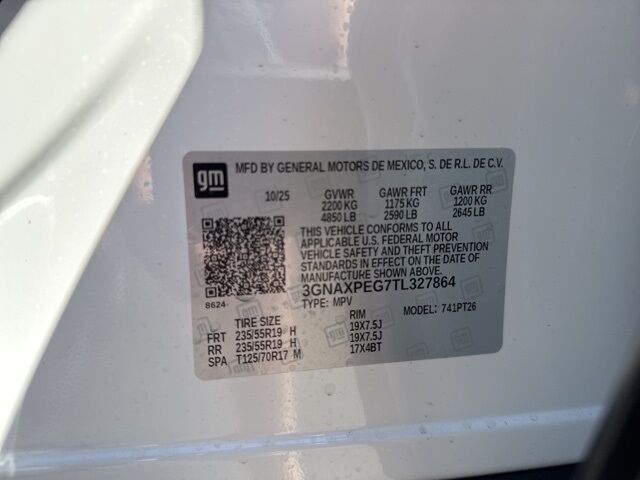 gm
MFD BY GENERAL MOTORS DE MEXICO, S. DE R.L. DE C.V.
10/25 GVWR GAWR FRT GAWR RR
2200 KG 1175 KG 1200 KG
4850 LB 2590 LB 2645 LB
THIS VEHICLE CONFORMS TO ALL
APPLICABLE U.S. FEDERAL MOTOR
VEHICLE SAFETY AND THEFT PREVENTION
STANDARDS IN EFFECT ON THE DATE OF
MANUFACTURE SHOWN ABOVE.
8624
3GNAXPEG7TL327864
TYPE: MPV MODEL: 741PT26
TIRE SIZE RIM
FRT 235/55R19 H 19X7.5J
RR 235/55R19 H 19X7.5J
SPA T125/70R17 M 17X4BT